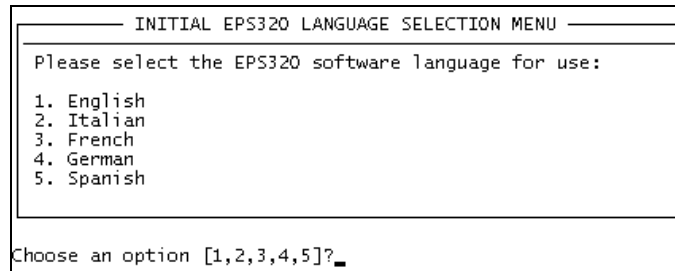 INITIAL EPS320 LANGUAGE SELECTION MENU
Please select the EPS320 software language for use:
1. English
2. Italian
3. French
4. German
5. Spanish
Choose an option [1,2,3,4,5]?_